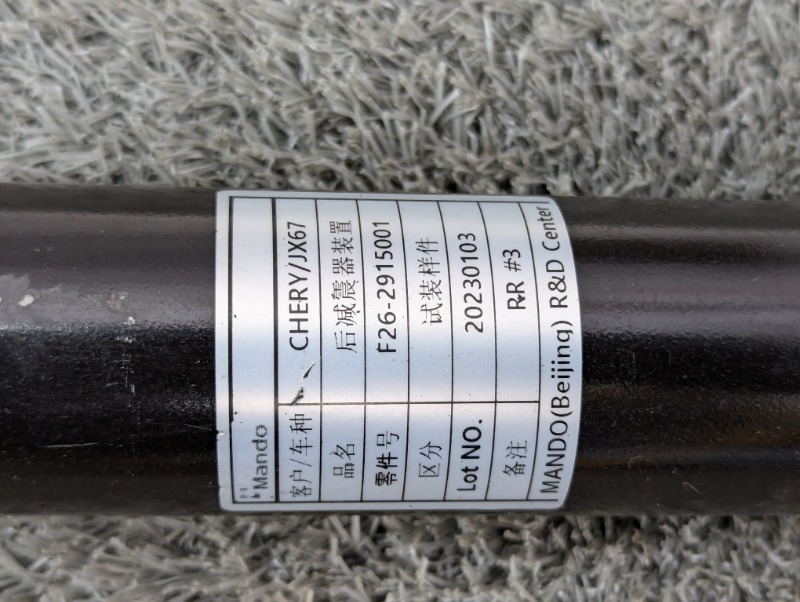 Mando
客户/车种 CHERY/JX67
品名 后减震器装置
零件号 F26-2915001
区分 试装样件
Lot NO. 20230103
备注 RR #3
MANDO(Beijing) R&D Center